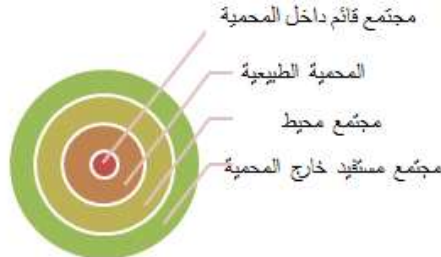 مجتمع قائم داخل المحمية
المحمية الطبيعية
مجتمع محيط
مجتمع مستفيد خارج المحمية